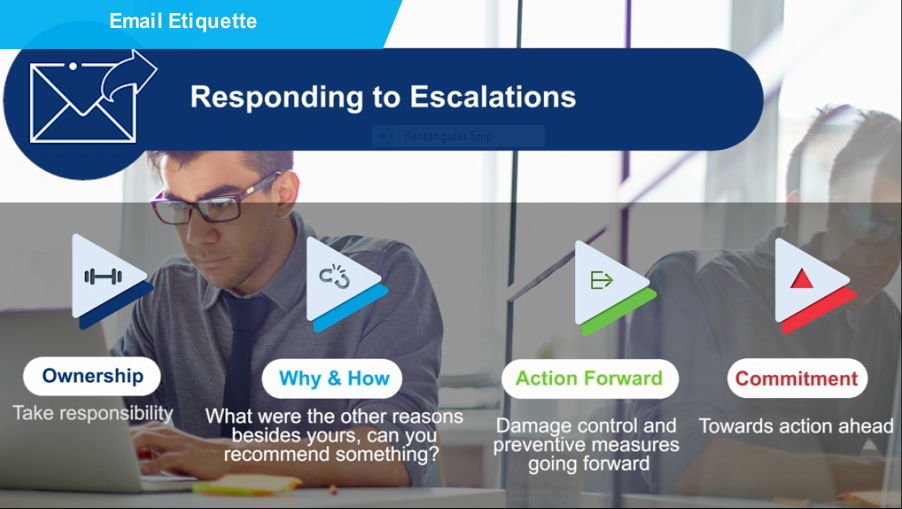 Email Etiquette
Responding to Escalations
Rectangular Snip
Ownership
Take responsibility
Why & How
What were the other reasons
besides yours, can you
recommend something?
Action Forward
Damage control and
preventive measures
going forward
Commitment
Towards action ahead